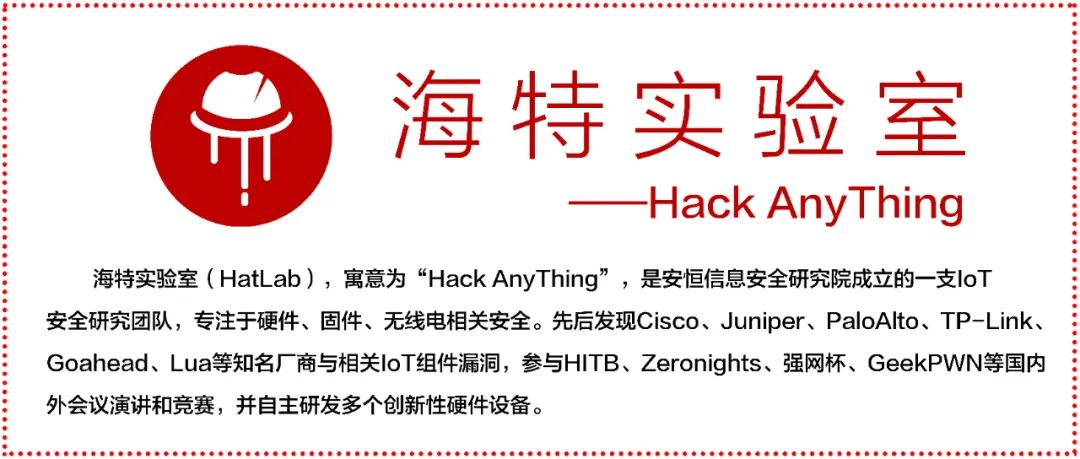 海特实验室
——Hack AnyThing
海特实验室（HatLab），寓意为“Hack AnyThing”，是安恒信息安全研究院成立的一支IoT
安全研究团队，专注于硬件、固件、无线电相关安全。先后发现Cisco、Juniper、PaloAlto、TP-Link、
Goahead、Lua等知名厂商与相关IoT组件漏洞，参与HITB、Zeronights、强网杯、GeekPWN等国内
外会议演讲和竞赛，并自主研发多个创新性硬件设备。